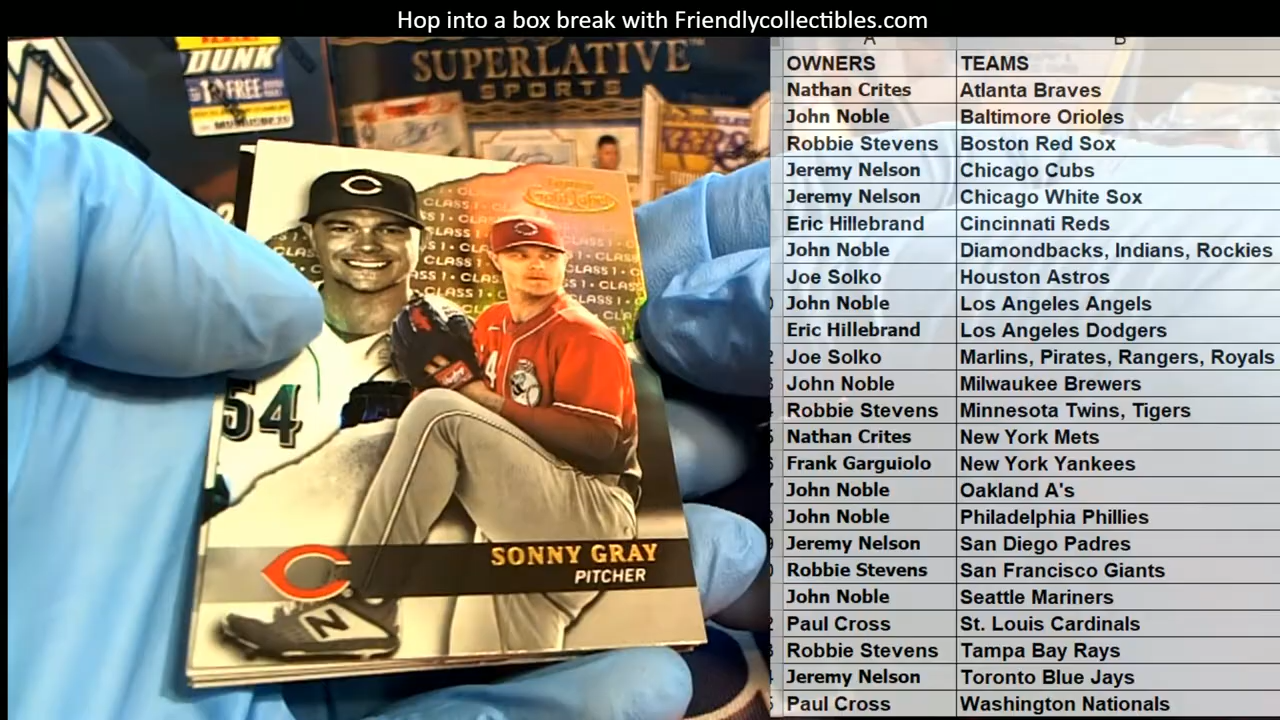 Hop into a box break with Friendlycollectibles.com
DUNK
FREE
SUPERLATIVE
SPORTS
CLASS 1 • CLASS 1
54
SONNY GRAY
PITCHER
A B
OWNERS TEAMS
Nathan Crites Atlanta Braves
John Noble Baltimore Orioles
Robbie Stevens Boston Red Sox
Jeremy Nelson Chicago Cubs
Jeremy Nelson Chicago White Sox
Eric Hillebrand Cincinnati Reds
John Noble Diamondbacks, Indians, Rockies
Joe Solko Houston Astros
John Noble Los Angeles Angels
Eric Hillebrand Los Angeles Dodgers
Joe Solko Marlins, Pirates, Rangers, Royals
John Noble Milwaukee Brewers
Robbie Stevens Minnesota Twins, Tigers
Nathan Crites New York Mets
Frank Garguiolo New York Yankees
John Noble Oakland A's
John Noble Philadelphia Phillies
Jeremy Nelson San Diego Padres
Robbie Stevens San Francisco Giants
John Noble Seattle Mariners
Paul Cross St. Louis Cardinals
Robbie Stevens Tampa Bay Rays
Jeremy Nelson Toronto Blue Jays
Paul Cross Washington Nationals